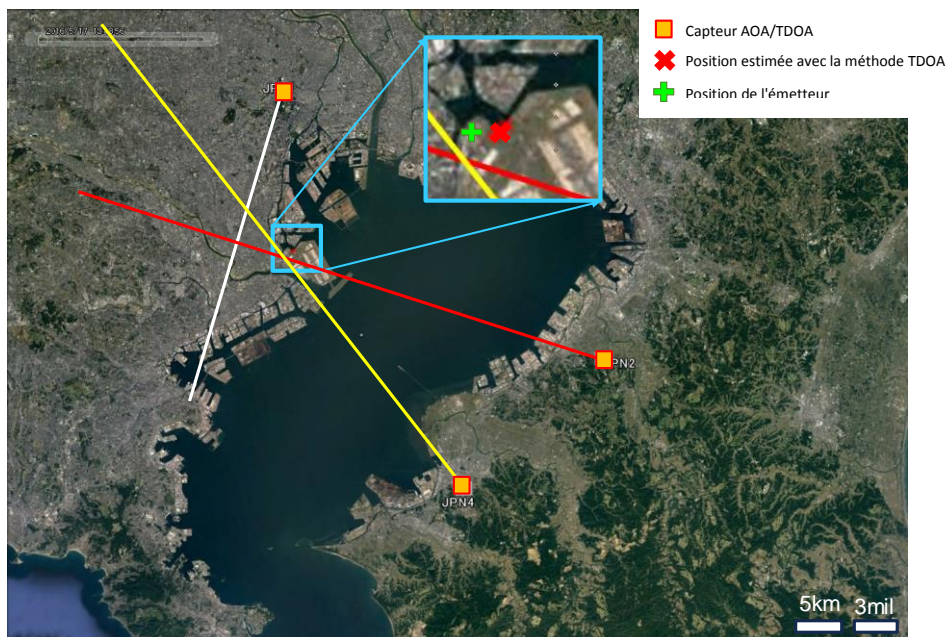 Capteur AOA/TDOA
Position estimée avec la méthode TDOA
Position de l'émetteur
JPN2
JPN4
5km 3mil